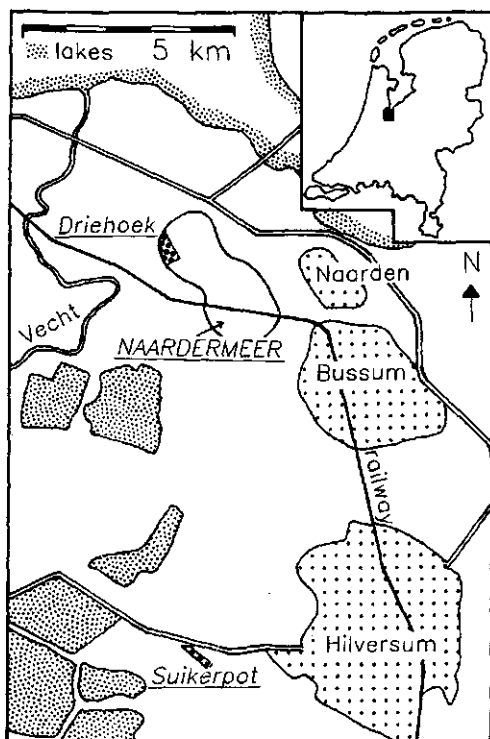 lakes 5 km
Driehoek
Naarden
N
Vecht
NAARDERMEER
Bussum
railway
Hilversum
Suikerpot